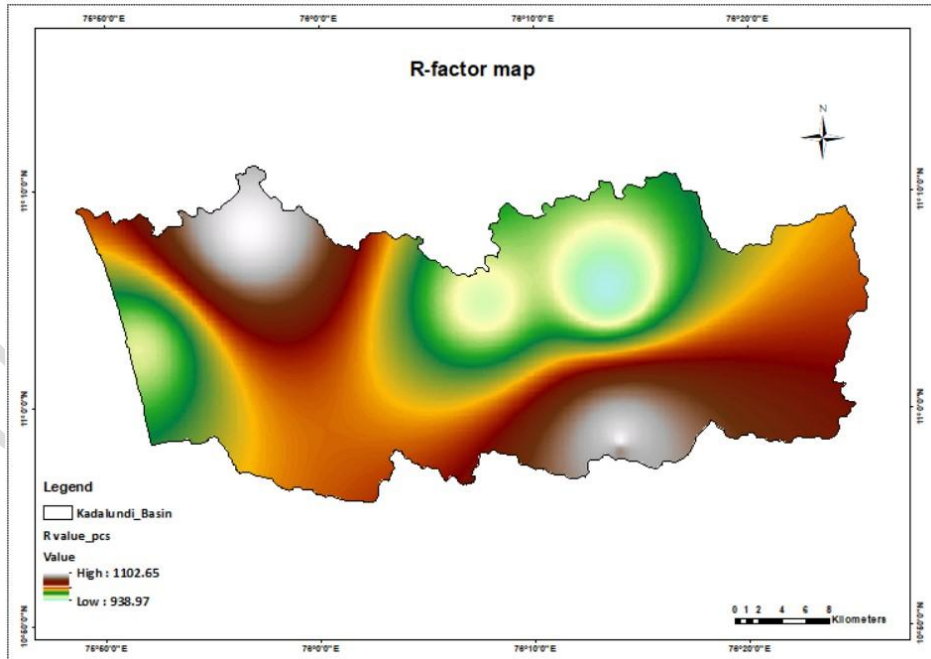 75°50'0"E 76°0'0"E 76°10'0"E 76°20'0"E
R-factor map
N
11°10'0"N 11°10'0"N
11°0'0"N 11°0'0"N
Legend
Kadalundi_Basin
R value_pcs
Value
High : 1102.65
Low : 938.97
0 1 2 4 6 8
Kilometers
10°50'0"N 10°50'0"N
75°50'0"E 76°0'0"E 76°10'0"E 76°20'0"E